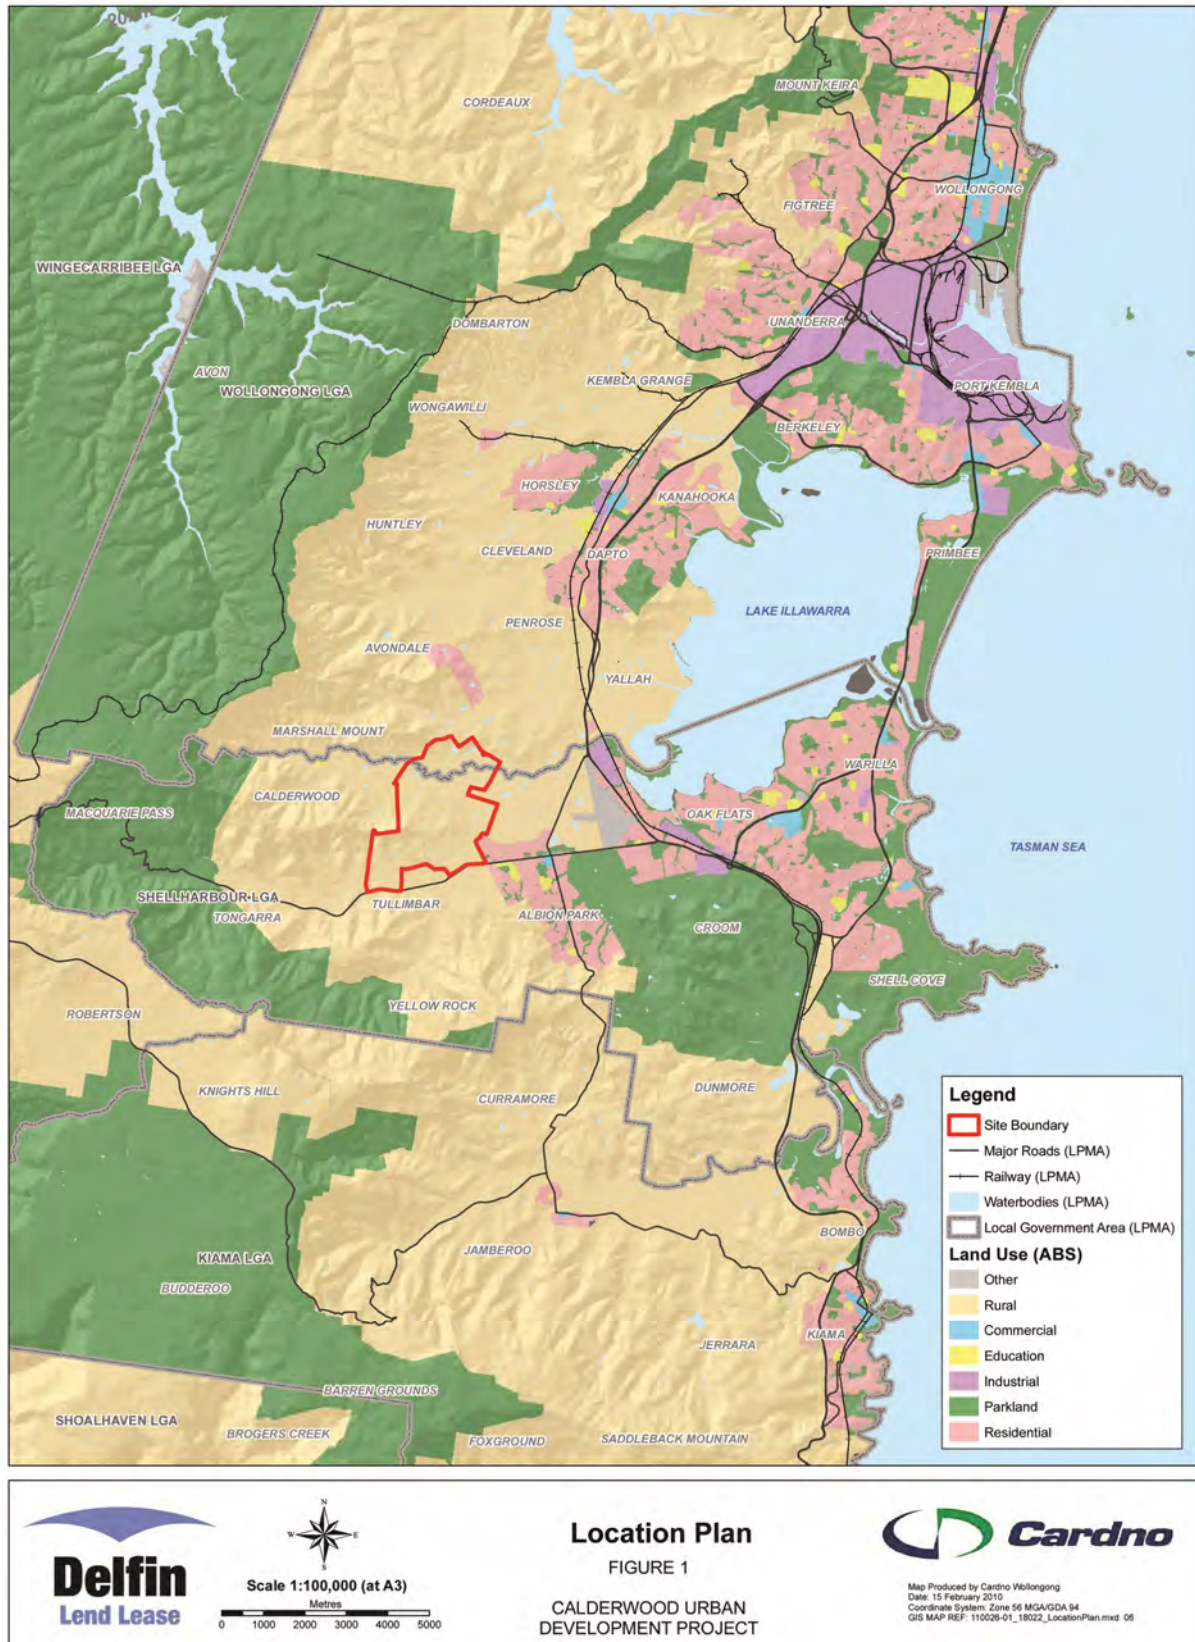 CORDEAUX
MOUNT KEIRA
WOLLONGONG
FIGTREE
WINGECARRIBEE LGA
DOMBARTON
UNANDERRA
AVON
WOLLONGONG LGA
KEMBLA GRANGE
PORT KEMBLA
WONGAWILLI
BERKELEY
HORSLEY
KANAHOOKA
HUNTLEY
CLEVELAND
DAPTO
PRIMBEE
LAKE ILLAWARRA
PENROSE
AVONDALE
YALLAH
MARSHALL MOUNT
WARILLA
CALDERWOOD
MACQUARIE PASS
OAK FLATS
TASMAN SEA
SHELLHARBOUR LGA
TULLIMBAR
TONGARRA
ALBION PARK
CROOM
SHELL COVE
YELLOW ROCK
ROBERTSON
KNIGHTS HILL
CURRAMORE
DUNMORE
BOMBO
JAMBEROO
KIAMA LGA
BUDDEROO
JERRARA
KIAMA
BARREN GROUNDS
SHOALHAVEN LGA
BROGERS CREEK
FOXGROUND
SADDLEBACK MOUNTAIN
Legend
Site Boundary
Major Roads (LPMA)
Railway (LPMA)
Waterbodies (LPMA)
Local Government Area (LPMA)
Land Use (ABS)
Other
Rural
Commercial
Education
Industrial
Parkland
Residential
Delfin
Lend Lease
N
W E
S
Scale 1:100,000 (at A3)
Metres
0 1000 2000 3000 4000 5000
Location Plan
FIGURE 1
CALDERWOOD URBAN
DEVELOPMENT PROJECT
Cardno
Map Produced by Cardno Wollongong
Date: 15 February 2010
Coordinate System: Zone 56 MGA/GDA 94
GIS MAP REF: 110026-01_18022_LocationPlan.mxd 06